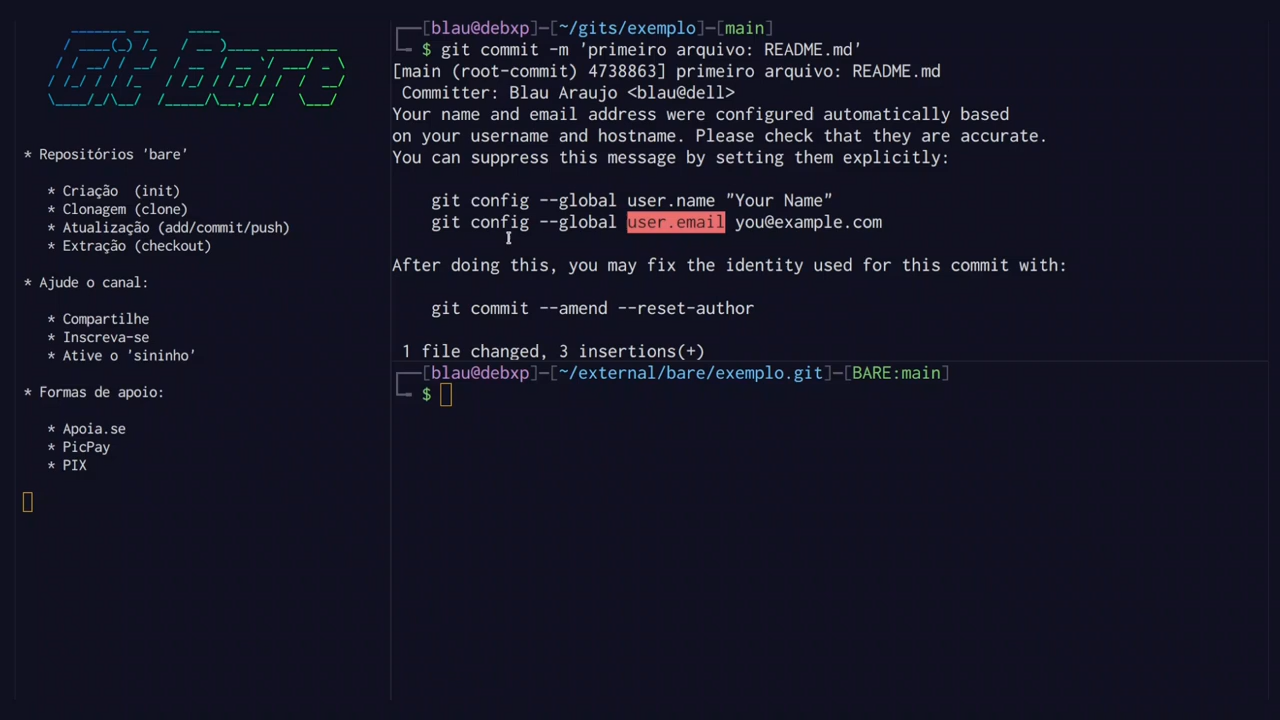 Git Bare
* Repositórios 'bare'
* Criação (init)
* Clonagem (clone)
* Atualização (add/commit/push)
* Extração (checkout)
* Ajude o canal:
* Compartilhe
* Inscreva-se
* Ative o 'sininho'
* Formas de apoio:
* Apoia.se
* PicPay
* PIX
[blau@debxp]-[~/gits/exemplo]-[main]
$ git commit -m 'primeiro arquivo: README.md'
[main (root-commit) 4738863] primeiro arquivo: README.md
Committer: Blau Araujo <blau@dell>
Your name and email address were configured automatically based
on your username and hostname. Please check that they are accurate.
You can suppress this message by setting them explicitly:
git config --global user.name "Your Name"
git config --global user.email you@example.com
After doing this, you may fix the identity used for this commit with:
git commit --amend --reset-author
1 file changed, 3 insertions(+)
[blau@debxp]-[~/external/bare/exemplo.git]-[BARE:main]
$